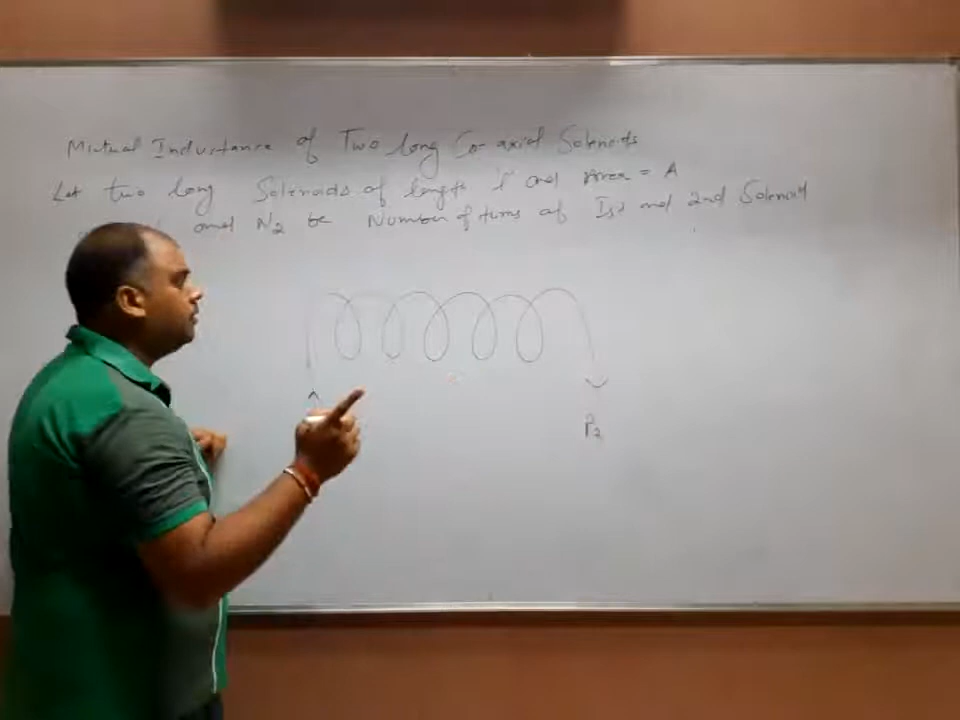 Mutual Inductance of Two long Co-axial Solenoids
Let two long Solenoids of length 'l' and Area = A
and N2 be Number of turns of Ist and 2nd Solenoid
P2